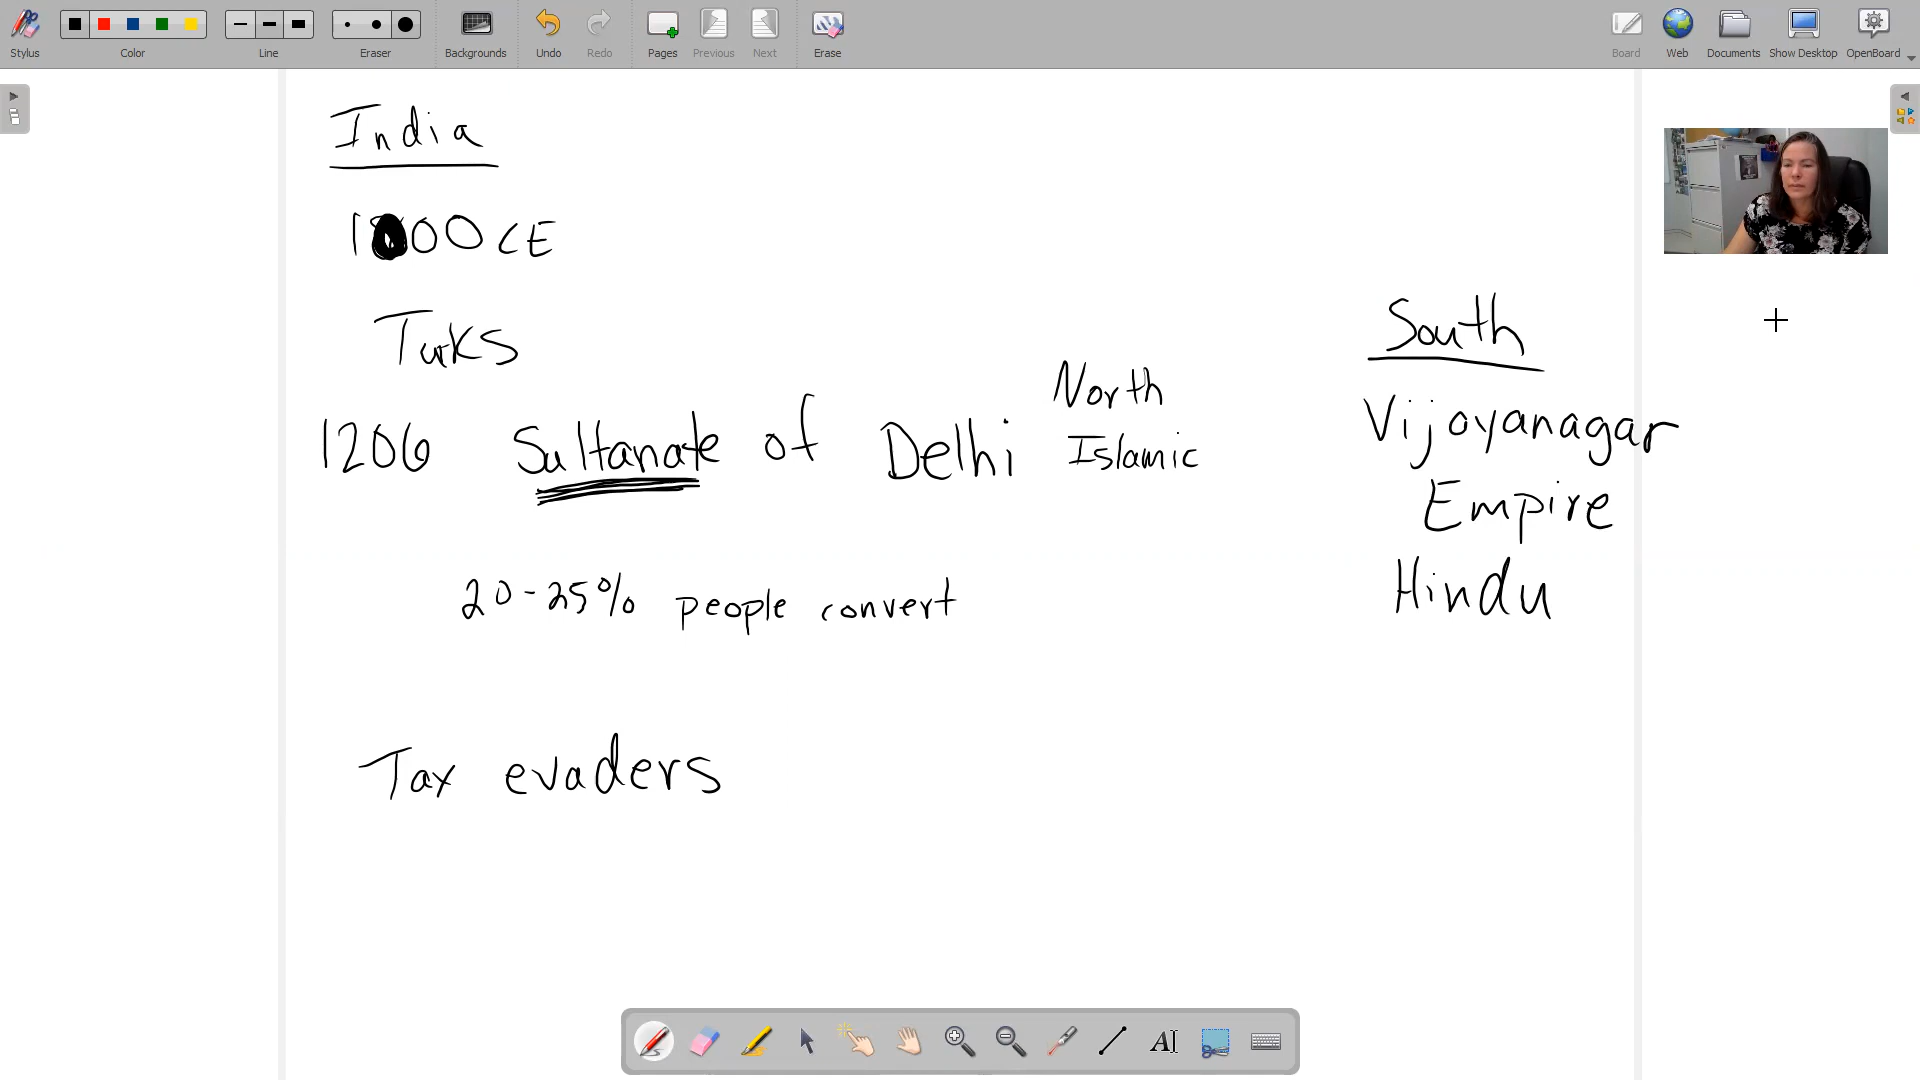 Stylus
Color
Line
Eraser
Backgrounds
Undo
Redo
Pages
Previous
Next
Erase
Board
Web
Documents
Show Desktop
OpenBoard
India
1000 CE
Turks
1206 Sultanate of Delhi
North
Islamic
20-25% people convert
Tax evaders
South
Vijayanagar
Empire
Hindu
AI